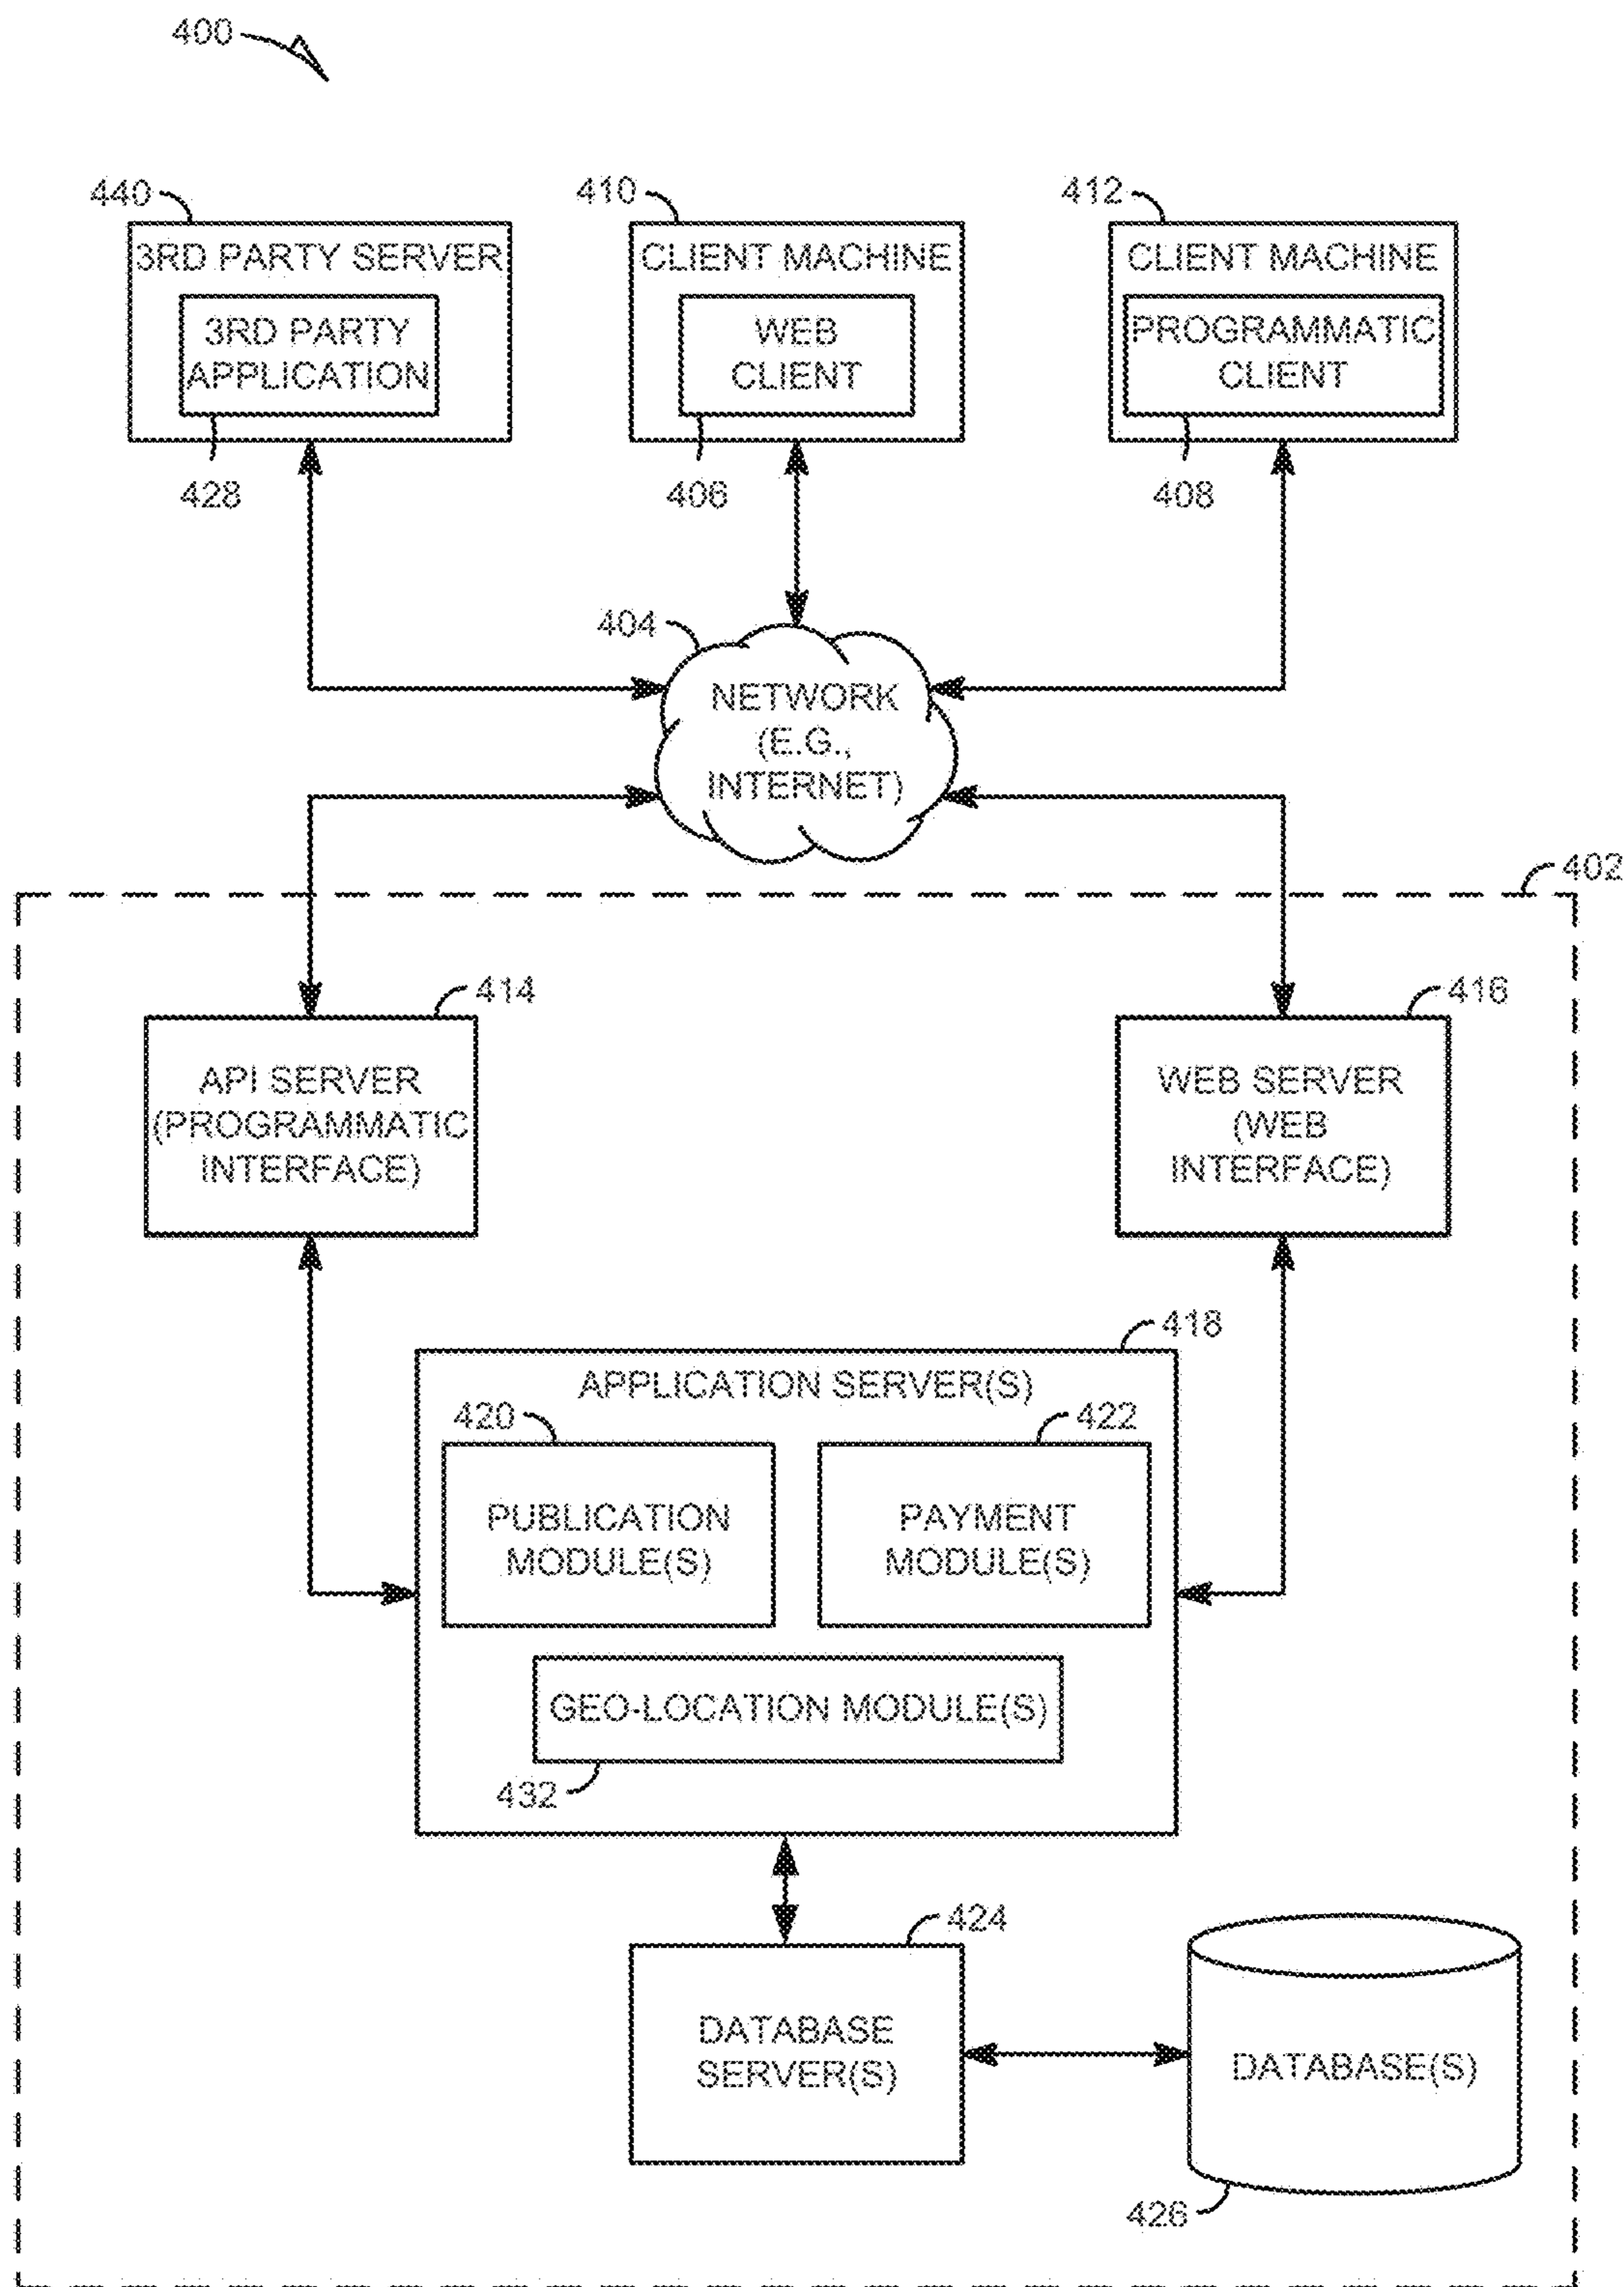 400
440
410
412
3RD PARTY SERVER
CLIENT MACHINE
CLIENT MACHINE
3RD PARTY
APPLICATION
WEB
CLIENT
PROGRAMMATIC
CLIENT
428
406
408
404
NETWORK
(E.G.,
INTERNET)
402
414
416
API SERVER
(PROGRAMMATIC
INTERFACE)
WEB SERVER
(WEB
INTERFACE)
418
APPLICATION SERVER(S)
420
422
PUBLICATION
MODULE(S)
PAYMENT
MODULE(S)
GEO-LOCATION MODULE(S)
432
424
DATABASE
SERVER(S)
DATABASE(S)
426